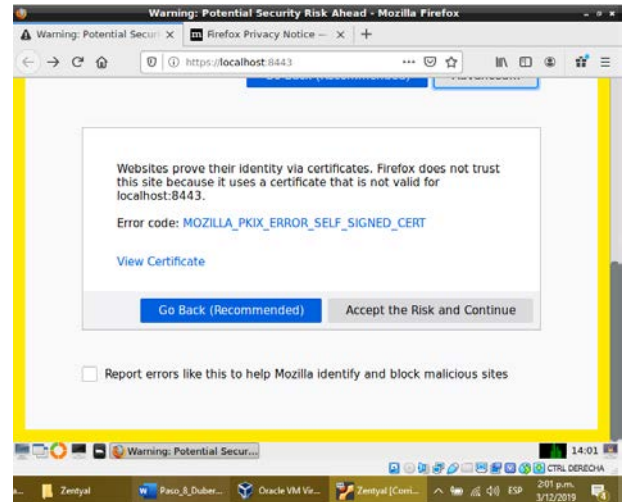 Warning: Potential Security Risk Ahead - Mozilla Firefox
Warning: Potential Securi
Firefox Privacy Notice —
https://localhost:8443
Websites prove their identity via certificates. Firefox does not trust
this site because it uses a certificate that is not valid for
localhost:8443.
Error code: MOZILLA_PKIX_ERROR_SELF_SIGNED_CERT
View Certificate
Go Back (Recommended)
Accept the Risk and Continue
Report errors like this to help Mozilla identify and block malicious sites
Warning: Potential Secur...
14:01
CTRL DERECHA
Zentyal
Paso_8_Duber...
Oracle VM Vir...
Zentyal [Corri...
ESP
2:01 p.m.
3/12/2019